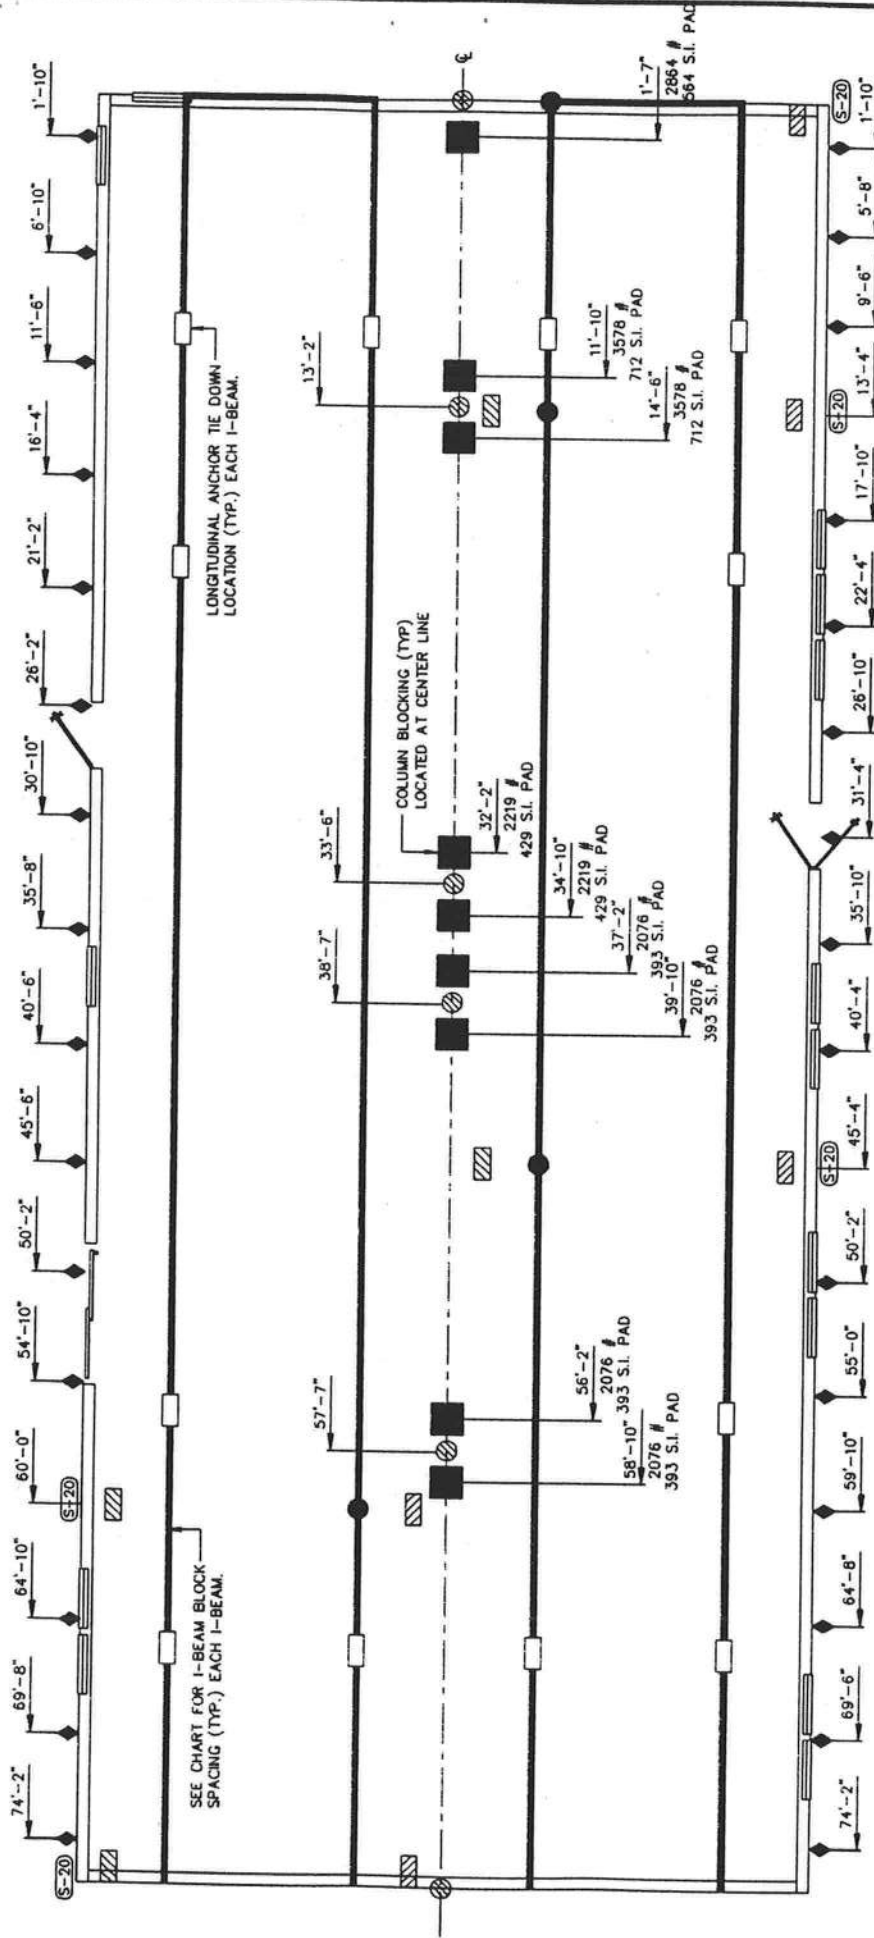 74'-2"
69'-8"
64'-10"
60'-0"
54'-10"
50'-2"
45'-6"
40'-6"
35'-8"
30'-10"
26'-2"
21'-2"
16'-4"
11'-6"
6'-10"
1'-10"
S-20
S-20
SEE CHART FOR I-BEAM BLOCK
SPACING (TYP.) EACH I-BEAM.
LONGITUDINAL ANCHOR TIE DOWN
LOCATION (TYP.) EACH I-BEAM.
57'-7"
38'-7"
33'-6"
13'-2"
COLUMN BLOCKING (TYP)
LOCATED AT CENTER LINE
℄
58'-10"
2076 #
393 S.I. PAD
56'-2"
2076 #
393 S.I. PAD
39'-10"
2076 #
393 S.I. PAD
37'-2"
2076 #
393 S.I. PAD
34'-10"
2219 #
429 S.I. PAD
32'-2"
2219 #
429 S.I. PAD
14'-6"
3578 #
712 S.I. PAD
11'-10"
3578 #
712 S.I. PAD
1'-7"
2864 #
564 S.I. PAD
S-20
S-20
S-20
74'-2"
69'-6"
64'-8"
59'-10"
55'-0"
50'-2"
45'-4"
40'-4"
35'-10"
31'-4"
26'-10"
22'-4"
17'-10"
13'-4"
9'-6"
5'-8"
1'-10"